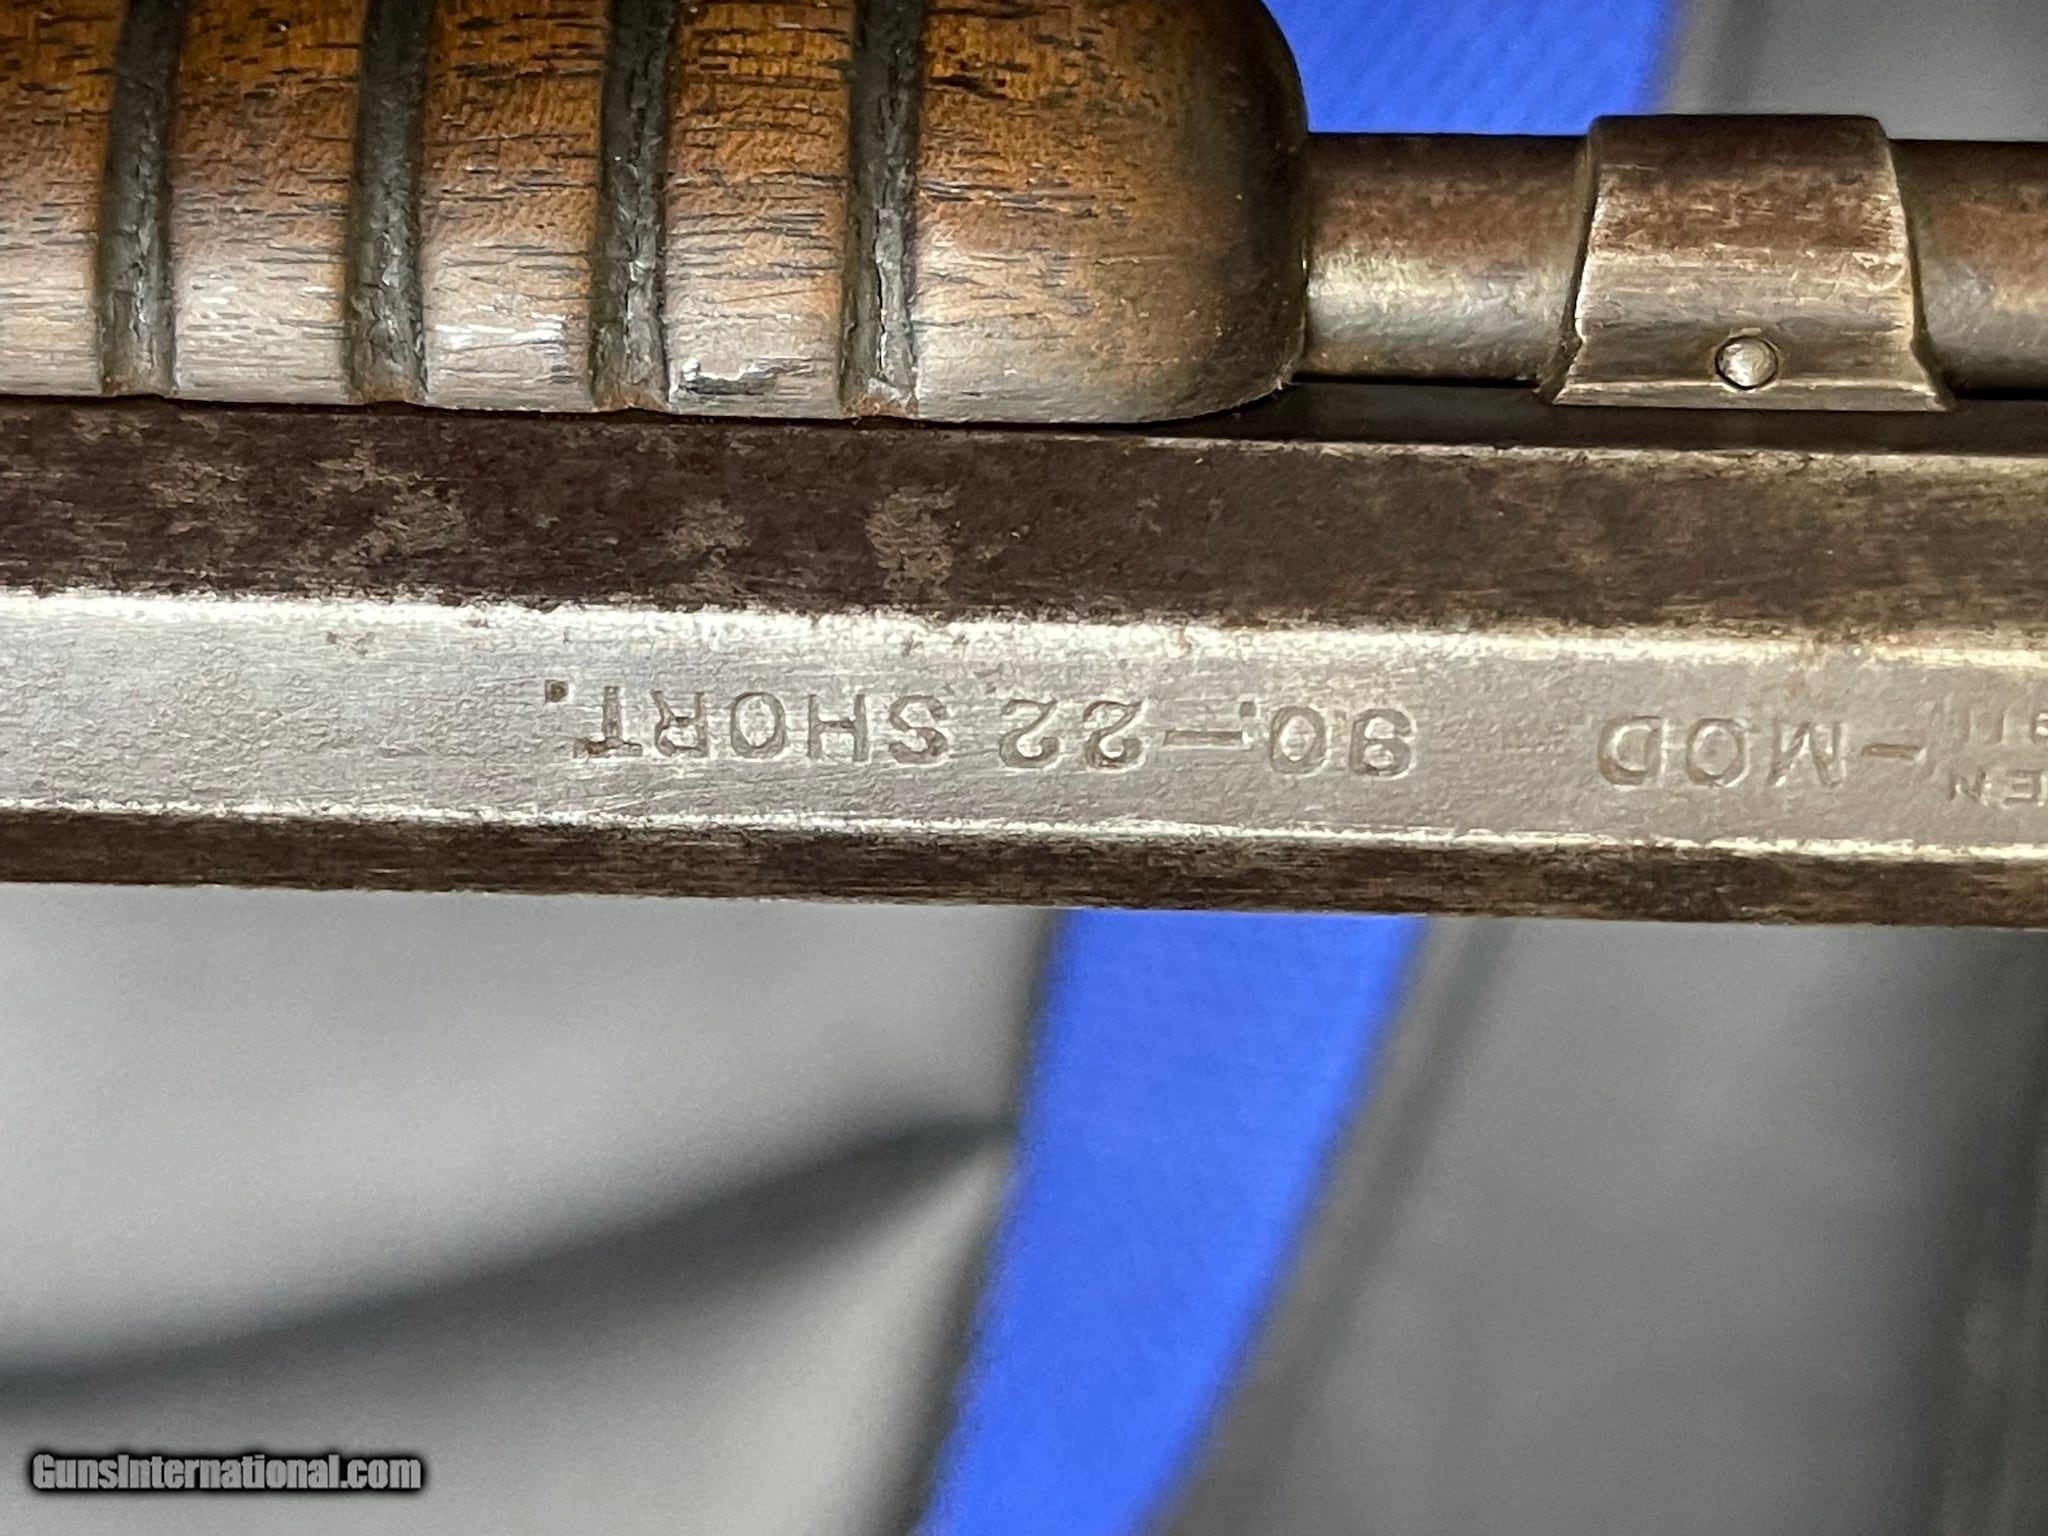 -MOD 90.-22 SHORT.
GunsInternational.com